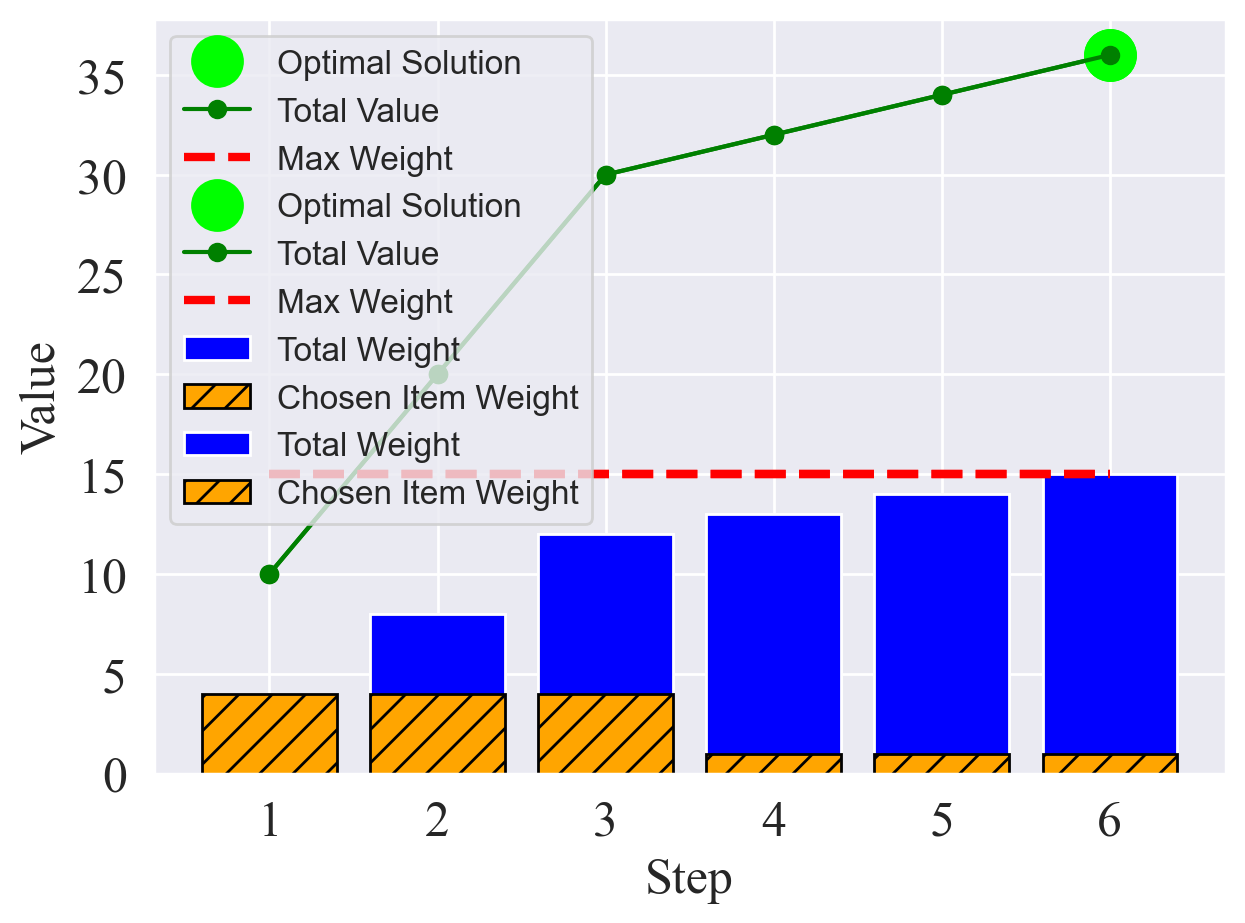 35
30
25
20
15
10
5
0
Value
Optimal Solution
Total Value
Max Weight
Optimal Solution
Total Value
Max Weight
Total Weight
Chosen Item Weight
Total Weight
Chosen Item Weight
1 2 3 4 5 6
Step